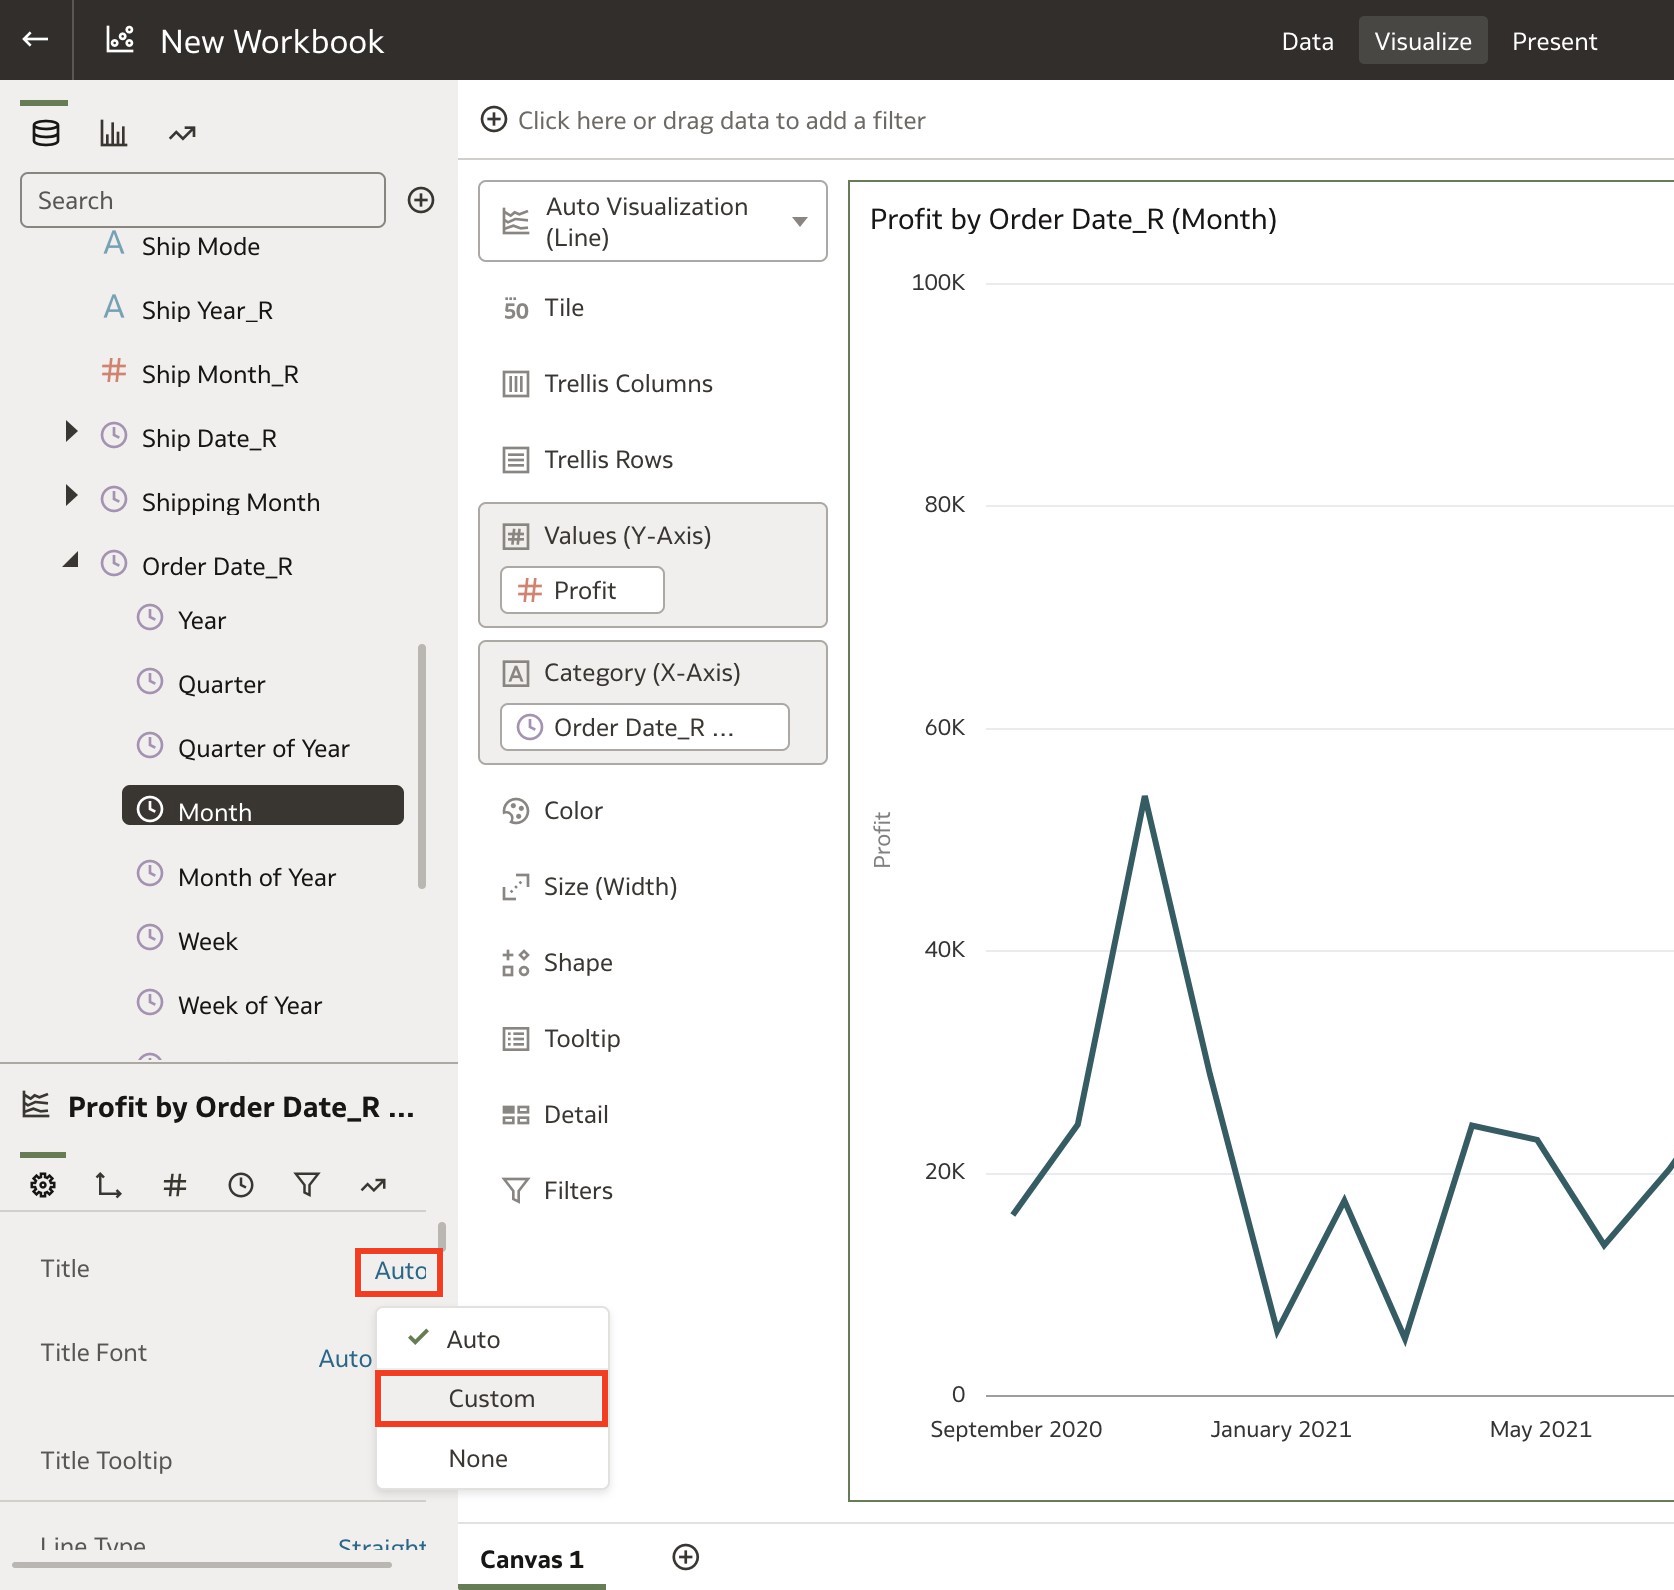 New Workbook
Data
Visualize
Present
Click here or drag data to add a filter
Search
Ship Mode
Ship Year_R
Ship Month_R
Ship Date_R
Shipping Month
Order Date_R
Year
Quarter
Quarter of Year
Month
Month of Year
Week
Week of Year
Auto Visualization
(Line)
50
Tile
Trellis Columns
Trellis Rows
Values (Y-Axis)
Profit
Category (X-Axis)
Order Date_R ...
Color
Size (Width)
Shape
Tooltip
Detail
Filters
Profit by Order Date_R (Month)
100K
80K
60K
40K
20K
0
Profit
September 2020
January 2021
May 2021
Profit by Order Date_R ...
Title
Auto
Title Font
Auto
Title Tooltip
Line Type
Straight
Auto
Custom
None
Canvas 1